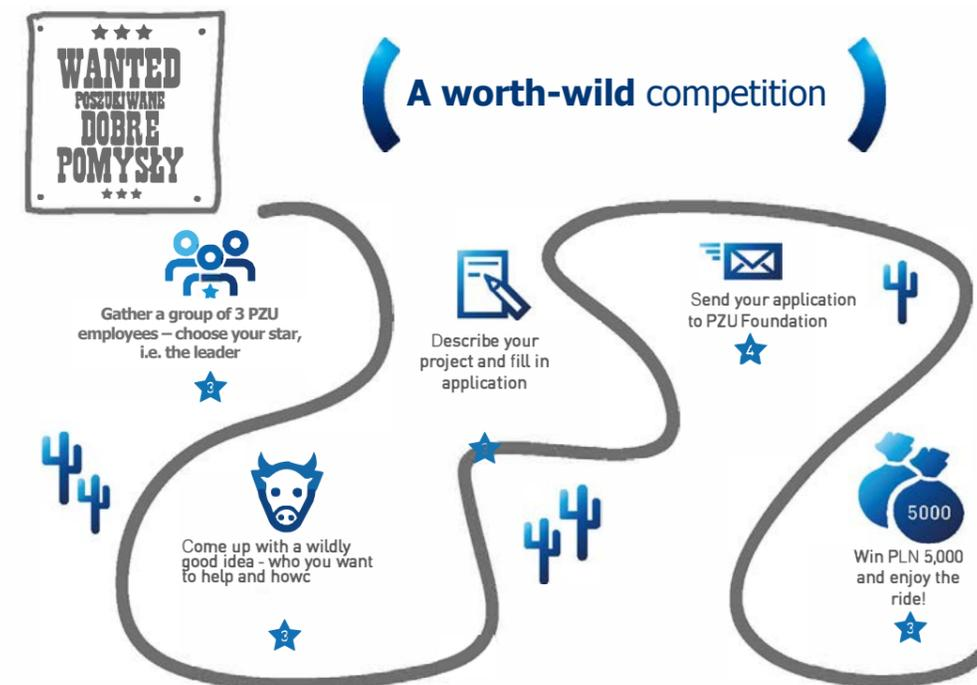 WANTED
POSZUKIWANE
DOBRE
POMYSŁY
A worth-wild competition
Gather a group of 3 PZU
employees – choose your star,
i.e. the leader
3
Come up with a wildly
good idea - who you want
to help and howc
3
Describe your
project and fill in
application
Send your application
to PZU Foundation
4
5000
Win PLN 5,000
and enjoy the
ride!
3